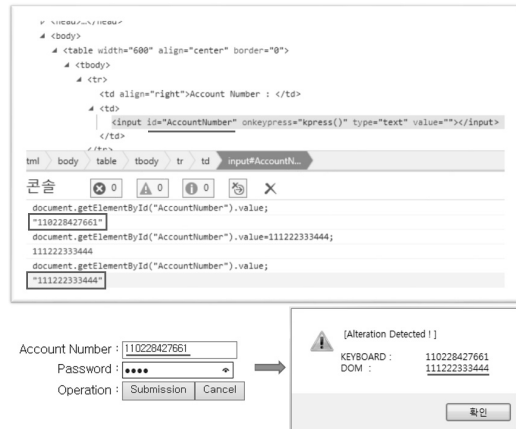 ▷ <head>…</head>
◢ <body>
◢ <table width="600" align="center" border="0">
◢ <tbody>
◢ <tr>
<td align="right">Account Number : </td>
◢ <td>
<input id="AccountNumber" onkeypress="kpress()" type="text" value=""></input>
</td>
</tr>
tml body table tbody tr td input#AccountN...
콘솔 0 0 0
document.getElementById("AccountNumber").value;
"110228427661"
document.getElementById("AccountNumber").value=111222333444;
111222333444
document.getElementById("AccountNumber").value;
"111222333444"
Account Number : 110228427661
Password : ●●●●
Operation : Submission Cancel
[Alteration Detected ! ]
KEYBOARD : 110228427661
DOM : 111222333444
확인